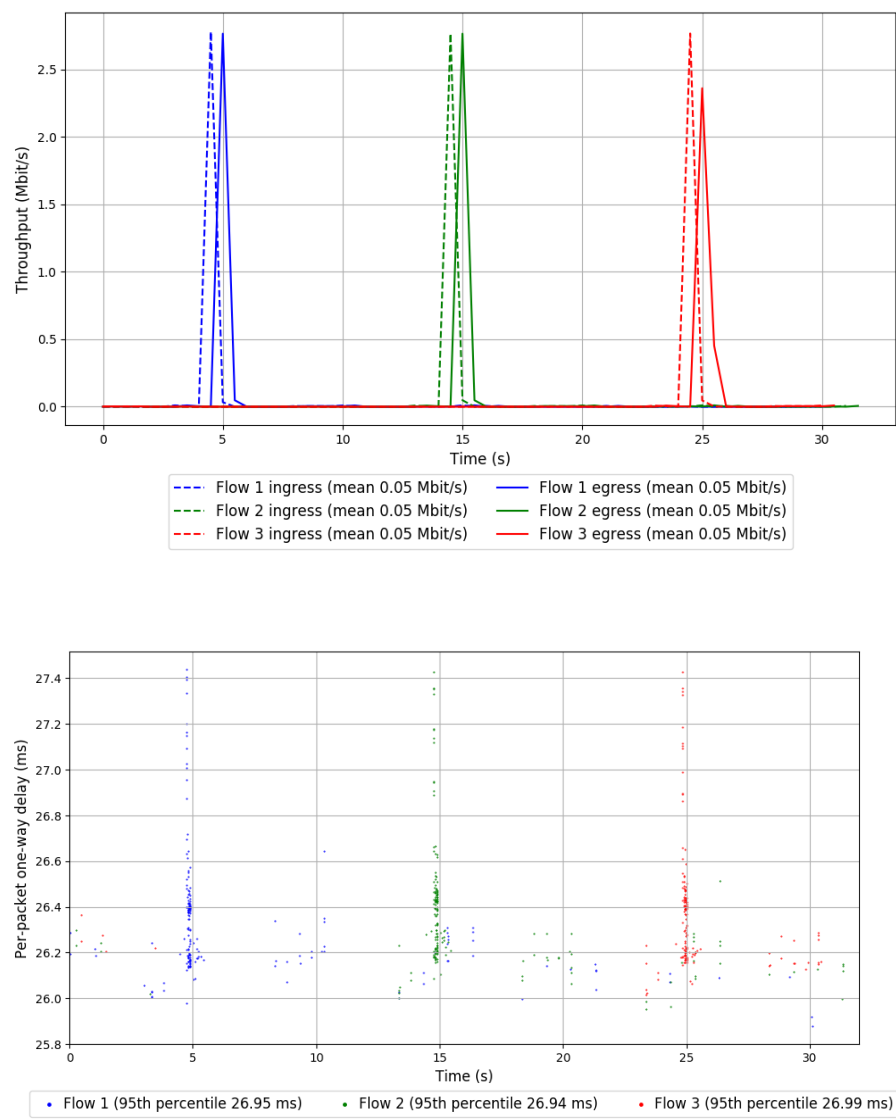 2.5
2.0
1.5
1.0
0.5
0.0
Throughput (Mbit/s)
0 5 10 15 20 25 30
Time (s)
Flow 1 ingress (mean 0.05 Mbit/s) Flow 1 egress (mean 0.05 Mbit/s)
Flow 2 ingress (mean 0.05 Mbit/s) Flow 2 egress (mean 0.05 Mbit/s)
Flow 3 ingress (mean 0.05 Mbit/s) Flow 3 egress (mean 0.05 Mbit/s)
27.4
27.2
27.0
26.8
26.6
26.4
26.2
26.0
25.8
Per-packet one-way delay (ms)
0 5 10 15 20 25 30
Time (s)
Flow 1 (95th percentile 26.95 ms) Flow 2 (95th percentile 26.94 ms) Flow 3 (95th percentile 26.99 ms)